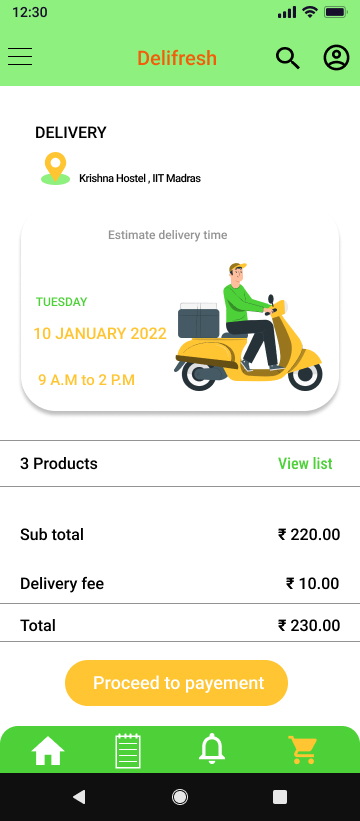 12:30
Delifresh
DELIVERY
Krishna Hostel , IIT Madras
Estimate delivery time
TUESDAY
10 JANUARY 2022
9 A.M to 2 P.M
3 Products View list
Sub total ₹ 220.00
Delivery fee ₹ 10.00
Total ₹ 230.00
Proceed to payement